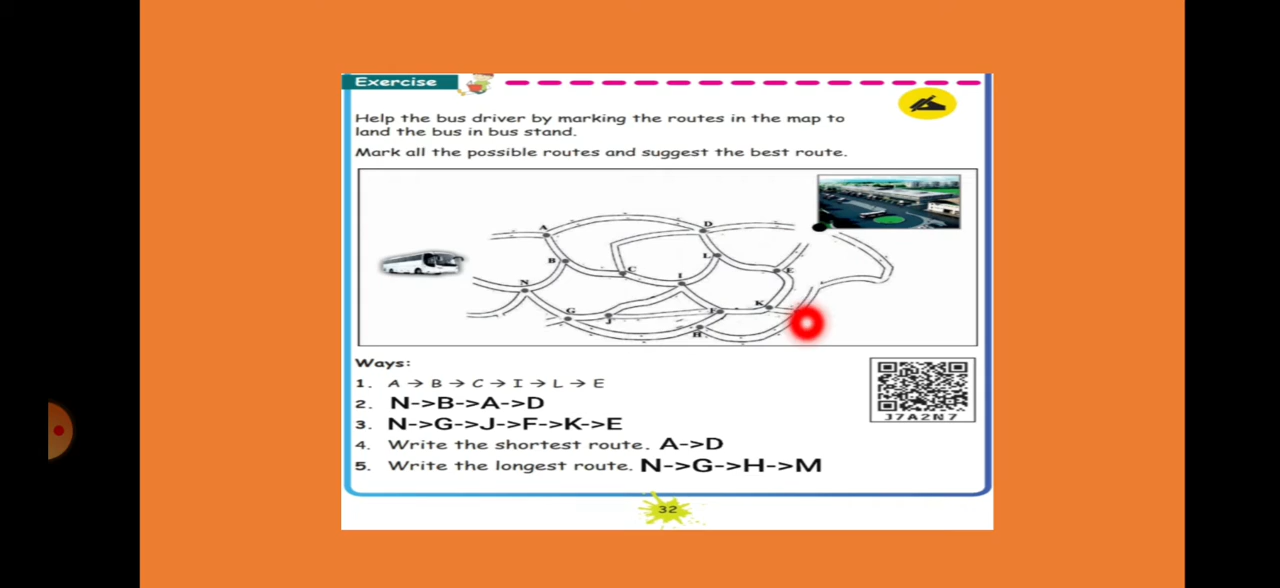 Exercise
Help the bus driver by marking the routes in the map to
land the bus in bus stand.
Mark all the possible routes and suggest the best route.
A
D
B
L
C
I
E
N
G
J
F
K
H
Ways:
1. A → B → C → I → L → E
2. N->B->A->D
3. N->G->J->F->K->E
4. Write the shortest route. A->D
5. Write the longest route. N->G->H->M
J7A2N7
32